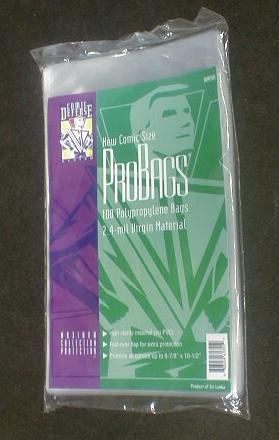 COMIC
DEFENSE
New Comic Size
PROBAGS
100 Polypropylene Bags
2.4-mil Virgin Material
High-clarity material (no PVC)
Fold-over flap for extra protection
Protects all comics up to 6-7/8" x 10-1/2"
MAXIMUM
COLLECTION
PROTECTION
Product of Sri Lanka